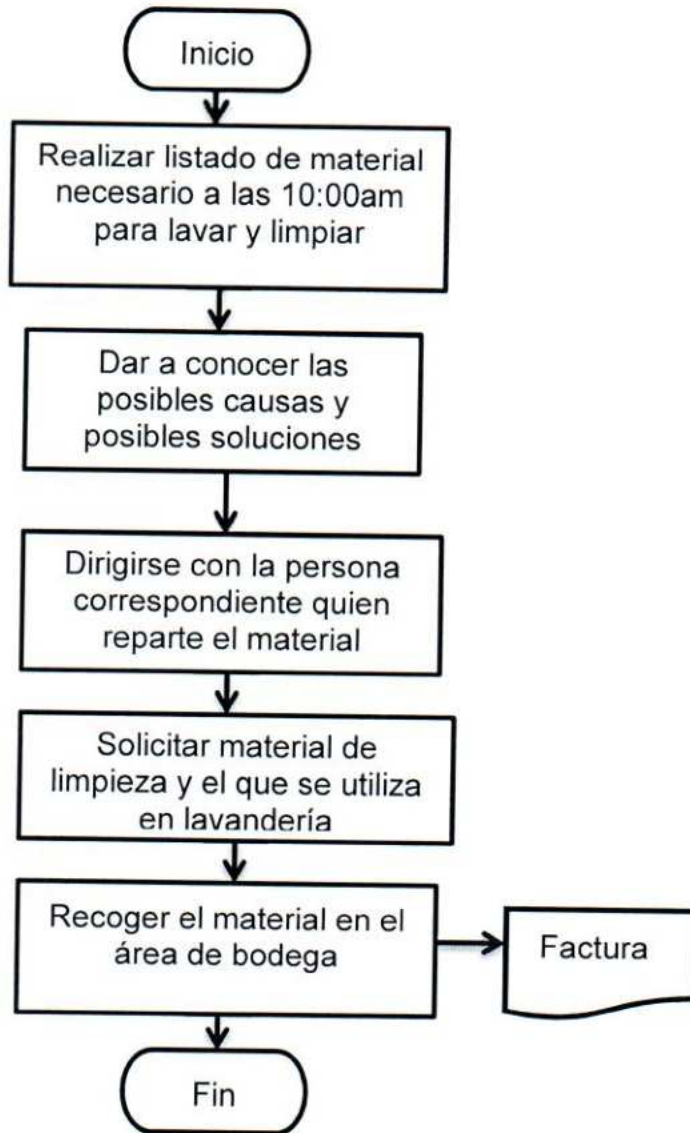 Inicio
Realizar listado de material
necesario a las 10:00am
para lavar y limpiar
Dar a conocer las
posibles causas y
posibles soluciones
Dirigirse con la persona
correspondiente quien
reparte el material
Solicitar material de
limpieza y el que se utiliza
en lavandería
Recoger el material en el
área de bodega
Factura
Fin